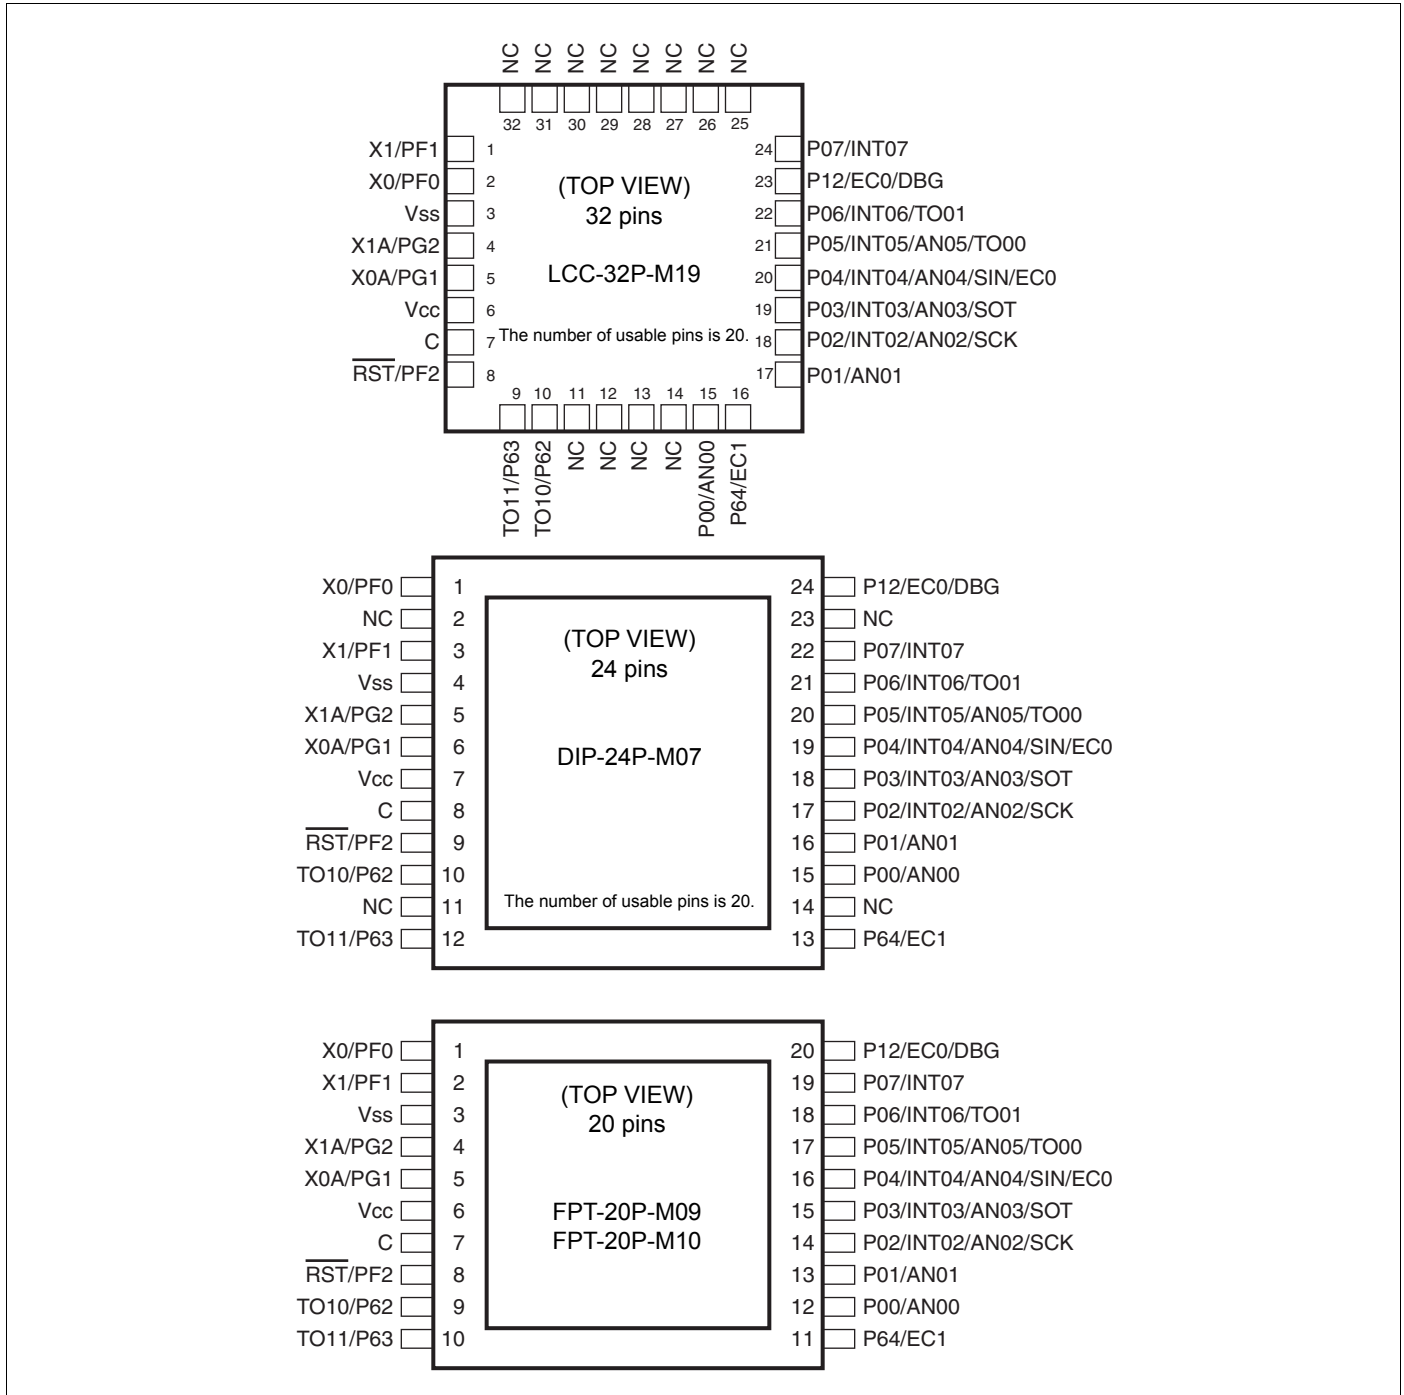 NC NC NC NC NC NC NC NC
32 31 30 29 28 27 26 25
X1/PF1 1 24 P07/INT07
X0/PF0 2 (TOP VIEW) 23 P12/EC0/DBG
Vss 3 32 pins 22 P06/INT06/TO01
X1A/PG2 4 21 P05/INT05/AN05/TO00
X0A/PG1 5 LCC-32P-M19 20 P04/INT04/AN04/SIN/EC0
Vcc 6 19 P03/INT03/AN03/SOT
C 7 The number of usable pins is 20. 18 P02/INT02/AN02/SCK
RST/PF2 8 17 P01/AN01
9 10 11 12 13 14 15 16
TO11/P63 TO10/P62 NC NC NC NC P00/AN00 P64/EC1
X0/PF0 1 24 P12/EC0/DBG
NC 2 23 NC
(TOP VIEW)
X1/PF1 3 22 P07/INT07
24 pins
Vss 4 21 P06/INT06/TO01
X1A/PG2 5 20 P05/INT05/AN05/TO00
X0A/PG1 6 19 P04/INT04/AN04/SIN/EC0
DIP-24P-M07
Vcc 7 18 P03/INT03/AN03/SOT
C 8 17 P02/INT02/AN02/SCK
RST/PF2 9 16 P01/AN01
TO10/P62 10 15 P00/AN00
NC 11 The number of usable pins is 20. 14 NC
TO11/P63 12 13 P64/EC1
X0/PF0 1 20 P12/EC0/DBG
X1/PF1 2 19 P07/INT07
(TOP VIEW)
Vss 3 20 pins 18 P06/INT06/TO01
X1A/PG2 4 17 P05/INT05/AN05/TO00
X0A/PG1 5 16 P04/INT04/AN04/SIN/EC0
Vcc 6 FPT-20P-M09 15 P03/INT03/AN03/SOT
C 7 FPT-20P-M10 14 P02/INT02/AN02/SCK
RST/PF2 8 13 P01/AN01
TO10/P62 9 12 P00/AN00
TO11/P63 10 11 P64/EC1